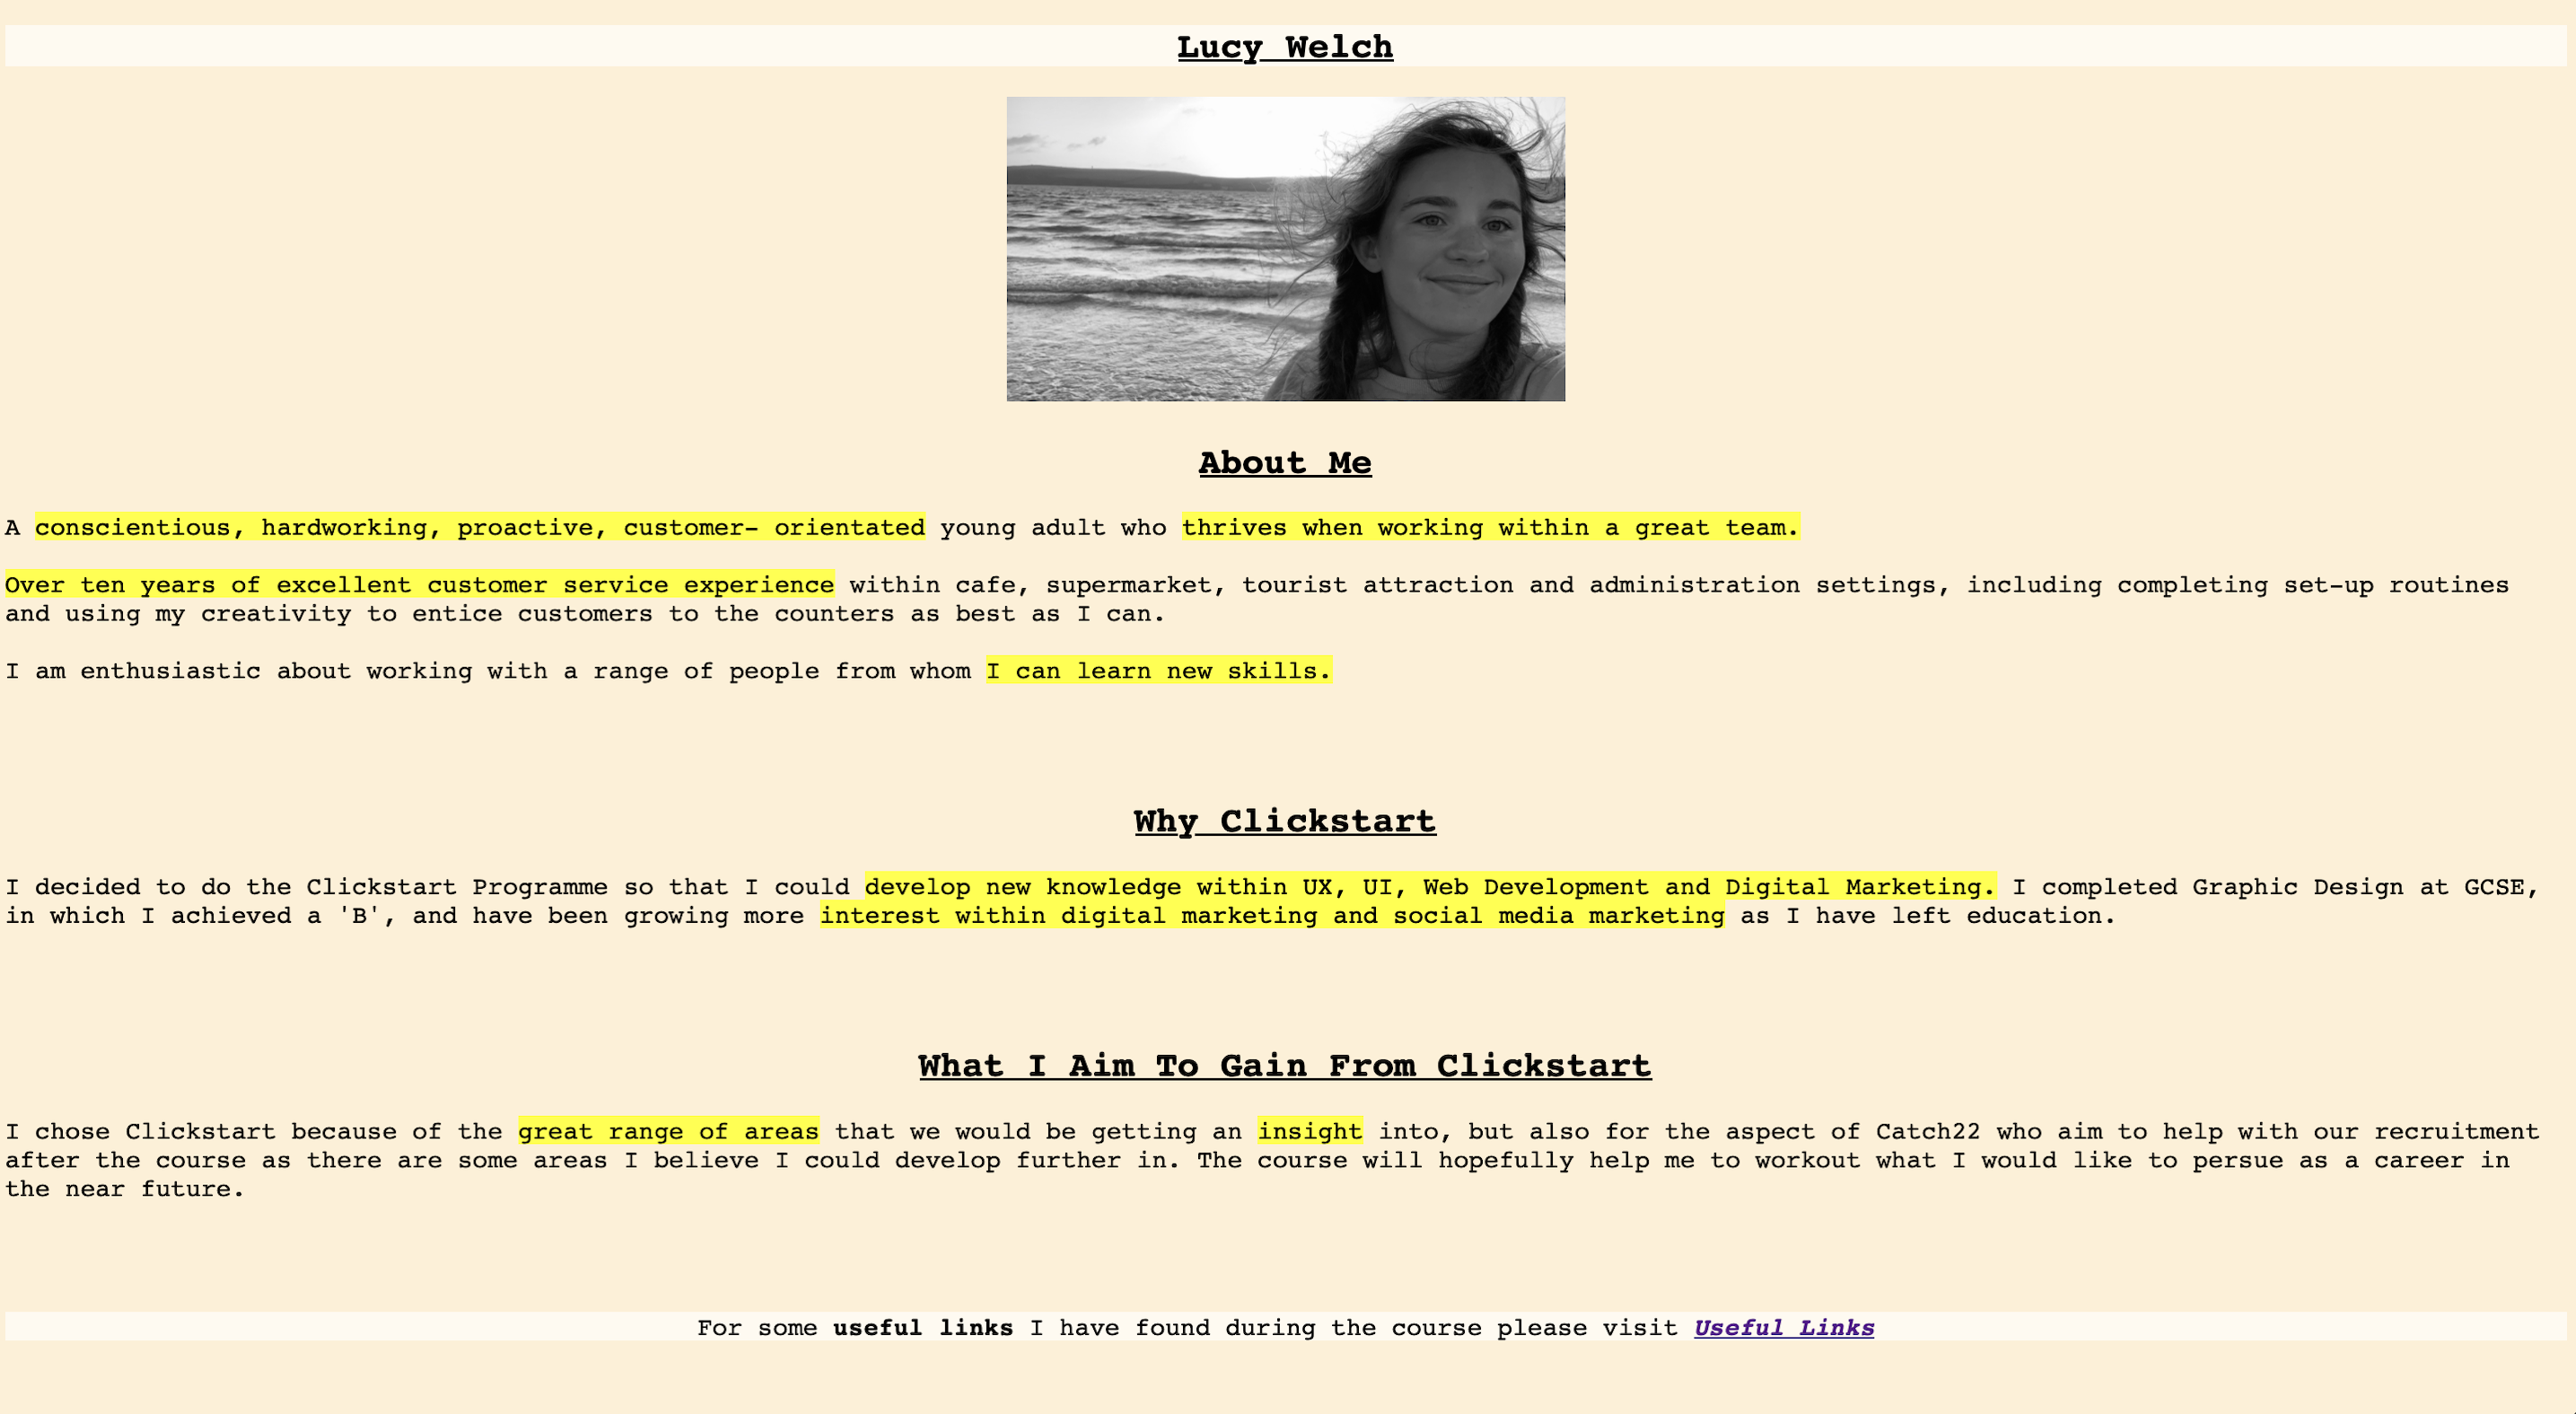 Lucy Welch
About Me
A conscientious, hardworking, proactive, customer- orientated young adult who thrives when working within a great team.
Over ten years of excellent customer service experience within cafe, supermarket, tourist attraction and administration settings, including completing set-up routines
and using my creativity to entice customers to the counters as best as I can.
I am enthusiastic about working with a range of people from whom I can learn new skills.
Why Clickstart
I decided to do the Clickstart Programme so that I could develop new knowledge within UX, UI, Web Development and Digital Marketing. I completed Graphic Design at GCSE,
in which I achieved a 'B', and have been growing more interest within digital marketing and social media marketing as I have left education.
What I Aim To Gain From Clickstart
I chose Clickstart because of the great range of areas that we would be getting an insight into, but also for the aspect of Catch22 who aim to help with our recruitment
after the course as there are some areas I believe I could develop further in. The course will hopefully help me to workout what I would like to persue as a career in
the near future.
For some useful links I have found during the course please visit Useful Links